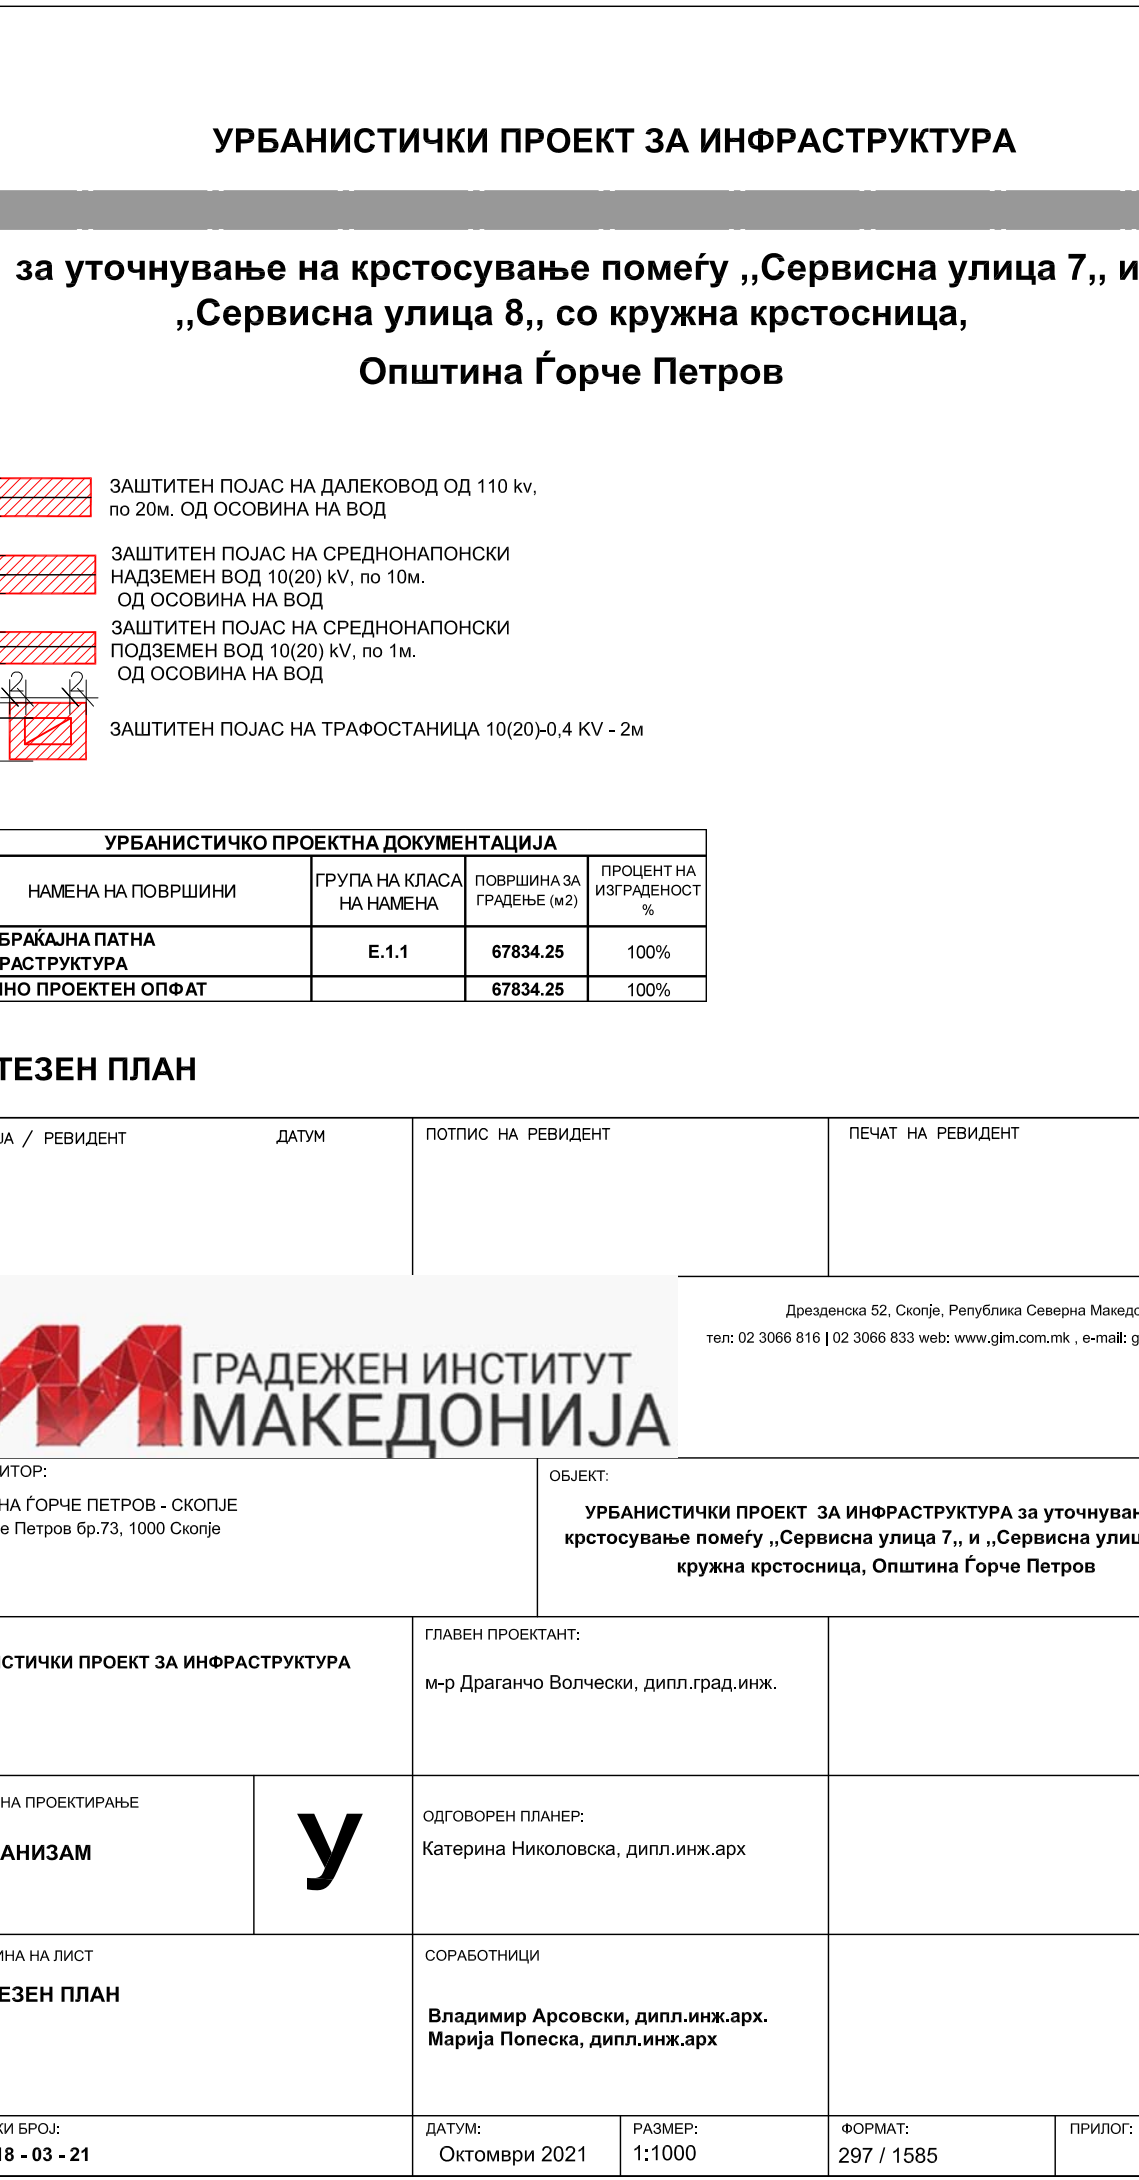 УРБАНИСТИЧКИ ПРОЕКТ ЗА ИНФРАСТРУКТУРА
за уточнување на крстосување помеѓу ,,Сервисна улица 7,, и
,,Сервисна улица 8,, со кружна крстосница,
Општина Ѓорче Петров
ЗАШТИТЕН ПОЈАС НА ДАЛЕКОВОД ОД 110 kv,
по 20м. ОД ОСОВИНА НА ВОД
ЗАШТИТЕН ПОЈАС НА СРЕДНОНАПОНСКИ
НАДЗЕМЕН ВОД 10(20) kV, по 10м.
ОД ОСОВИНА НА ВОД
ЗАШТИТЕН ПОЈАС НА СРЕДНОНАПОНСКИ
ПОДЗЕМЕН ВОД 10(20) kV, по 1м.
ОД ОСОВИНА НА ВОД
2 2
ЗАШТИТЕН ПОЈАС НА ТРАФОСТАНИЦА 10(20)-0,4 KV - 2м
УРБАНИСТИЧКО ПРОЕКТНА ДОКУМЕНТАЦИЈА
НАМЕНА НА ПОВРШИНИ
ГРУПА НА КЛАСА
НА НАМЕНА
ПОВРШИНА ЗА
ГРАДЕЊЕ (м2)
ПРОЦЕНТ НА
ИЗГРАДЕНОСТ
%
БРАЌАЈНА ПАТНА
РАСТРУКТУРА
Е.1.1
67834.25
100%
НО ПРОЕКТЕН ОПФАТ
67834.25
100%
ТЕЗЕН ПЛАН
ЈА / РЕВИДЕНТ
ДАТУМ
ПОТПИС НА РЕВИДЕНТ
ПЕЧАТ НА РЕВИДЕНТ
ГРАДЕЖЕН ИНСТИТУТ
МАКЕДОНИЈА
Дрезденска 52, Скопје, Република Северна Македо
тел: 02 3066 816 | 02 3066 833 web: www.gim.com.mk , e-mail: g
ИТОР:
НА ЃОРЧЕ ПЕТРОВ - СКОПЈЕ
е Петров бр.73, 1000 Скопје
ОБЈЕКТ:
УРБАНИСТИЧКИ ПРОЕКТ ЗА ИНФРАСТРУКТУРА за уточнуван
крстосување помеѓу ,,Сервисна улица 7,, и ,,Сервисна улиц
кружна крстосница, Општина Ѓорче Петров
СТИЧКИ ПРОЕКТ ЗА ИНФРАСТРУКТУРА
ГЛАВЕН ПРОЕКТАНТ:
м-р Драганчо Волчески, дипл.град.инж.
НА ПРОЕКТИРАЊЕ
АНИЗАМ
У
ОДГОВОРЕН ПЛАНЕР:
Катерина Николовска, дипл.инж.арх
ИНА НА ЛИСТ
ЕЗЕН ПЛАН
СОРАБОТНИЦИ
Владимир Арсовски, дипл.инж.арх.
Марија Попеска, дипл.инж.арх
КИ БРОЈ:
18 - 03 - 21
ДАТУМ:
Октомври 2021
РАЗМЕР:
1:1000
ФОРМАТ:
297 / 1585
ПРИЛОГ: